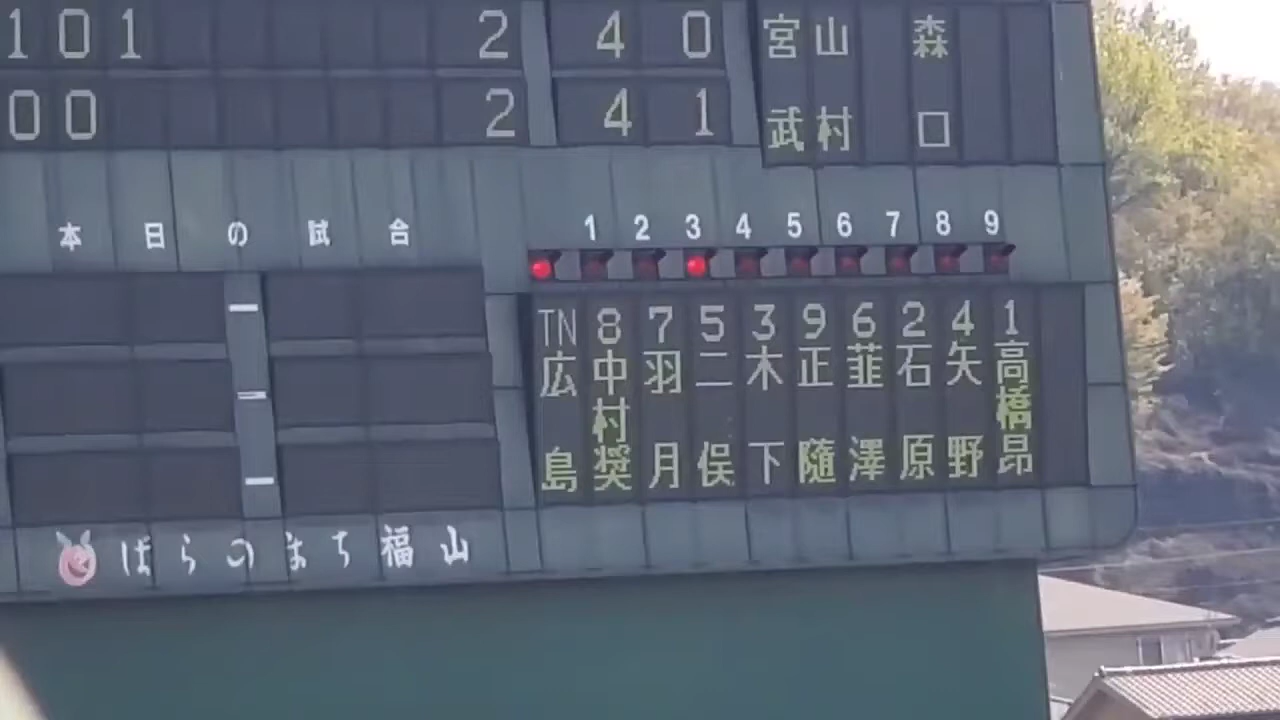 1 0 1 2 4 0 宮山 森
0 0 2 4 1 武村 口
本日の試合
1 2 3 4 5 6 7 8 9
TN 8 7 5 3 9 6 2 4 1
広島
中村奨
羽月
二俣
木下
正隨
韮澤
石原
矢野
高橋昂
ばらのまち福山